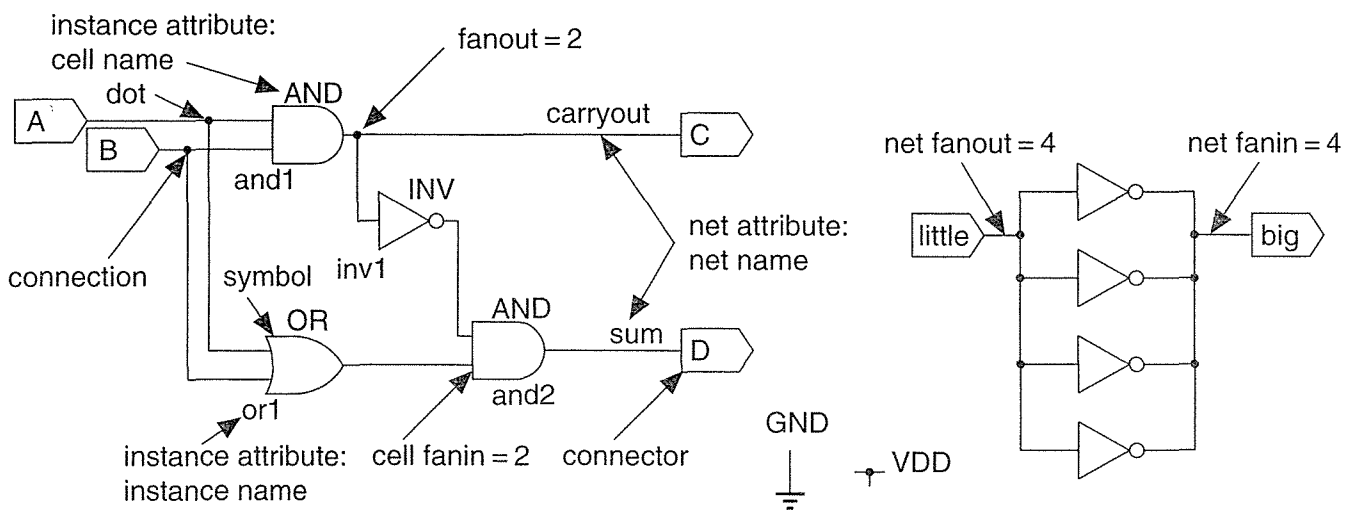 instance attribute:
cell name
dot
AND
fanout = 2
A
B
carryout
C
and1
INV
inv1
connection
symbol
OR
net attribute:
net name
AND
sum
D
and2
or1
instance attribute:
instance name
cell fanin = 2
connector
GND
VDD
net fanout = 4
net fanin = 4
little
big